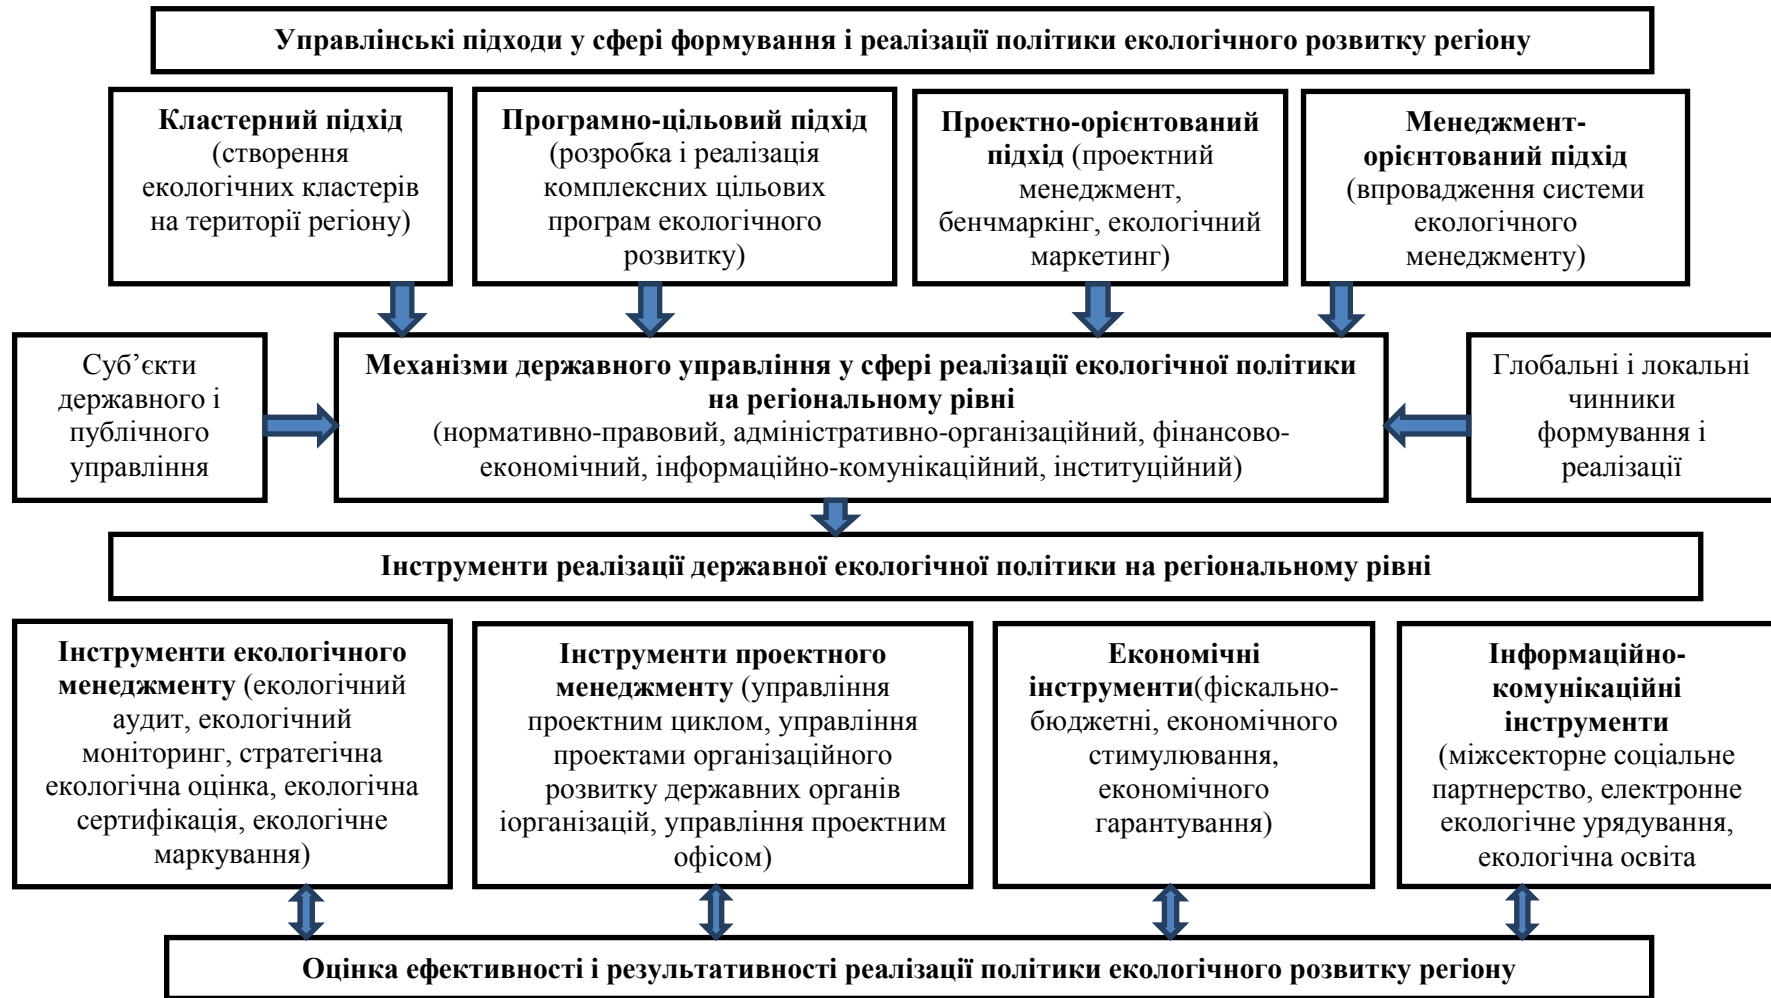 Управлінські підходи у сфері формування і реалізації політики екологічного розвитку регіону
Кластерний підхід
(створення
екологічних кластерів
на території регіону)
Програмно-цільовий підхід
(розробка і реалізація
комплексних цільових
програм екологічного
розвитку)
Проектно-орієнтований
підхід (проектний
менеджмент,
бенчмаркінг, екологічний
маркетинг)
Менеджмент-
орієнтований підхід
(впровадження системи
екологічного
менеджменту)
Суб’єкти
державного і
публічного
управління
Механізми державного управління у сфері реалізації екологічної політики
на регіональному рівні
(нормативно-правовий, адміністративно-організаційний, фінансово-
економічний, інформаційно-комунікаційний, інституційний)
Глобальні і локальні
чинники
формування і
реалізації
Інструменти реалізації державної екологічної політики на регіональному рівні
Інструменти екологічного
менеджменту (екологічний
аудит, екологічний
моніторинг, стратегічна
екологічна оцінка, екологічна
сертифікація, екологічне
маркування)
Інструменти проектного
менеджменту (управління
проектним циклом, управління
проектами організаційного
розвитку державних органів
іорганізацій, управління проектним
офісом)
Економічні
інструменти(фіскально-
бюджетні, економічного
стимулювання,
економічного
гарантування)
Інформаційно-
комунікаційні
інструменти
(міжсекторне соціальне
партнерство, електронне
екологічне урядування,
екологічна освіта
Оцінка ефективності і результативності реалізації політики екологічного розвитку регіону